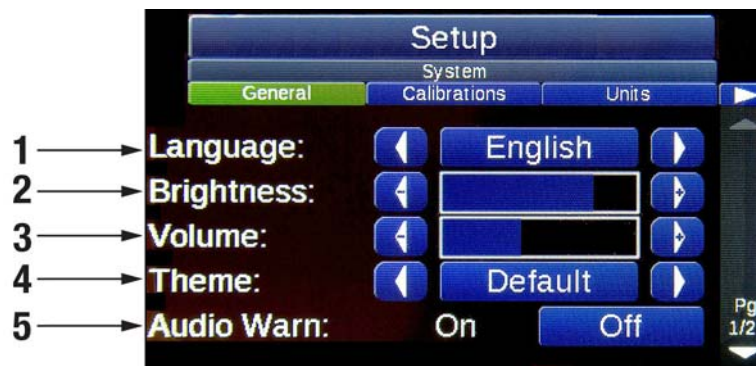 Setup
System
General Calibrations Units
1 Language: English
2 Brightness: - +
3 Volume: - +
4 Theme: Default
5 Audio Warn: On Off
Pg
1/2